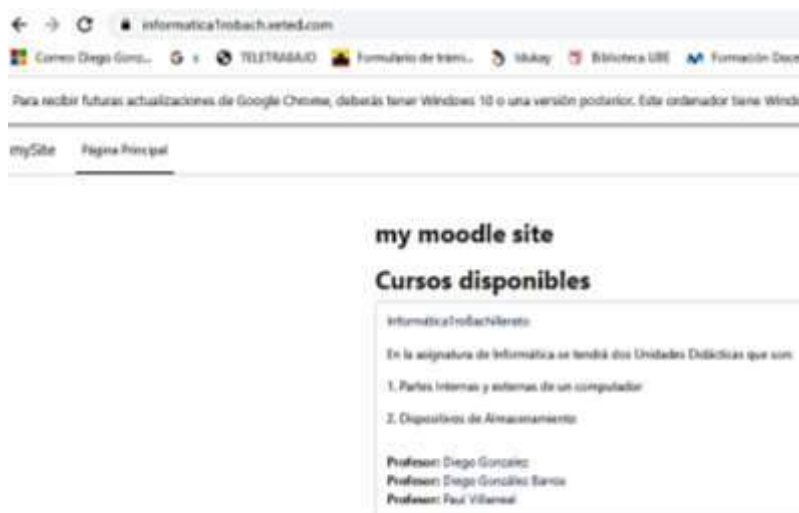 informatica1robach.xeted.com
Correo Diego Gonz... G TELETRABAJO Formulario de trámi... Idukay Biblioteca UBE Formación Doce
Para recibir futuras actualizaciones de Google Chrome, deberás tener Windows 10 o una versión posterior. Este ordenador tiene Windo
mySite Página Principal
my moodle site
Cursos disponibles
Informática1roBachillerato
En la asignatura de Informática se tendrá dos Unidades Didácticas que son:
1. Partes Internas y externas de un computador
2. Dispositivos de Almacenamiento
Profesor: Diego Gonzalez
Profesor: Diego González Barros
Profesor: Paul Villarreal